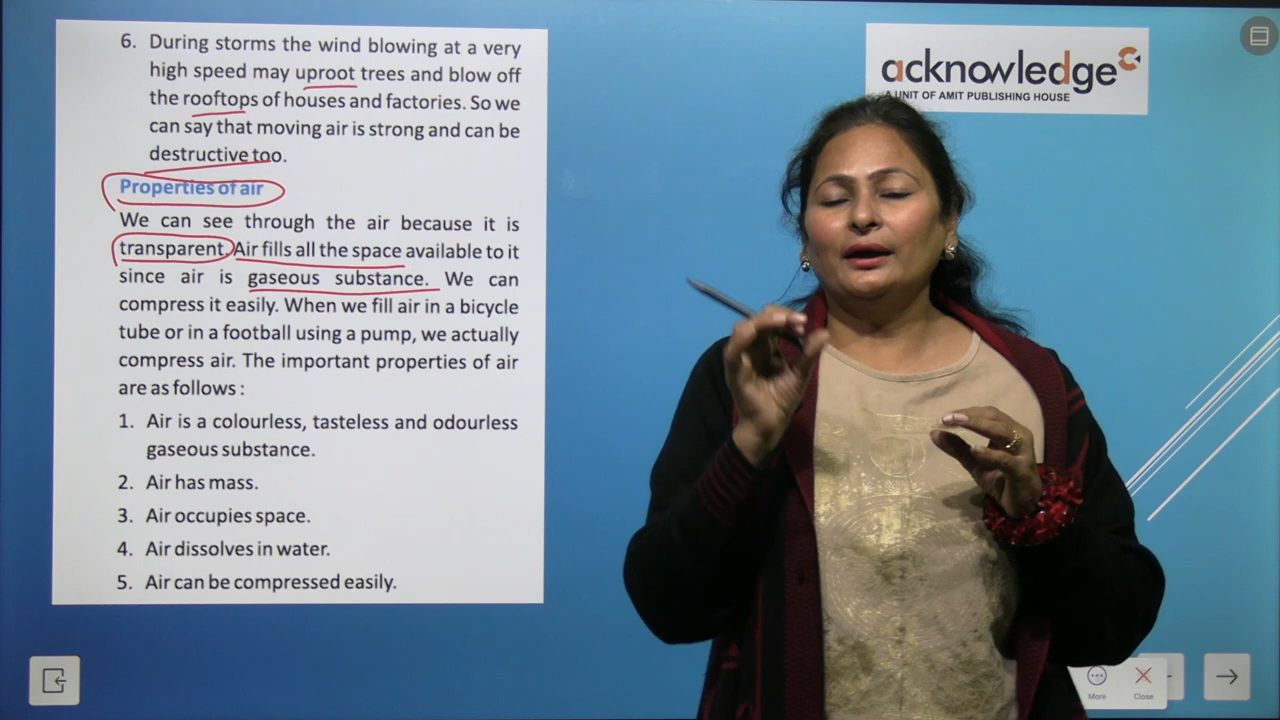 6. During storms the wind blowing at a very
high speed may uproot trees and blow off
the rooftops of houses and factories. So we
can say that moving air is strong and can be
destructive too.
Properties of air
We can see through the air because it is
transparent. Air fills all the space available to it
since air is gaseous substance. We can
compress it easily. When we fill air in a bicycle
tube or in a football using a pump, we actually
compress air. The important properties of air
are as follows :
1. Air is a colourless, tasteless and odourless
gaseous substance.
2. Air has mass.
3. Air occupies space.
4. Air dissolves in water.
5. Air can be compressed easily.
acknowledge
A UNIT OF AMIT PUBLISHING HOUSE
More Close